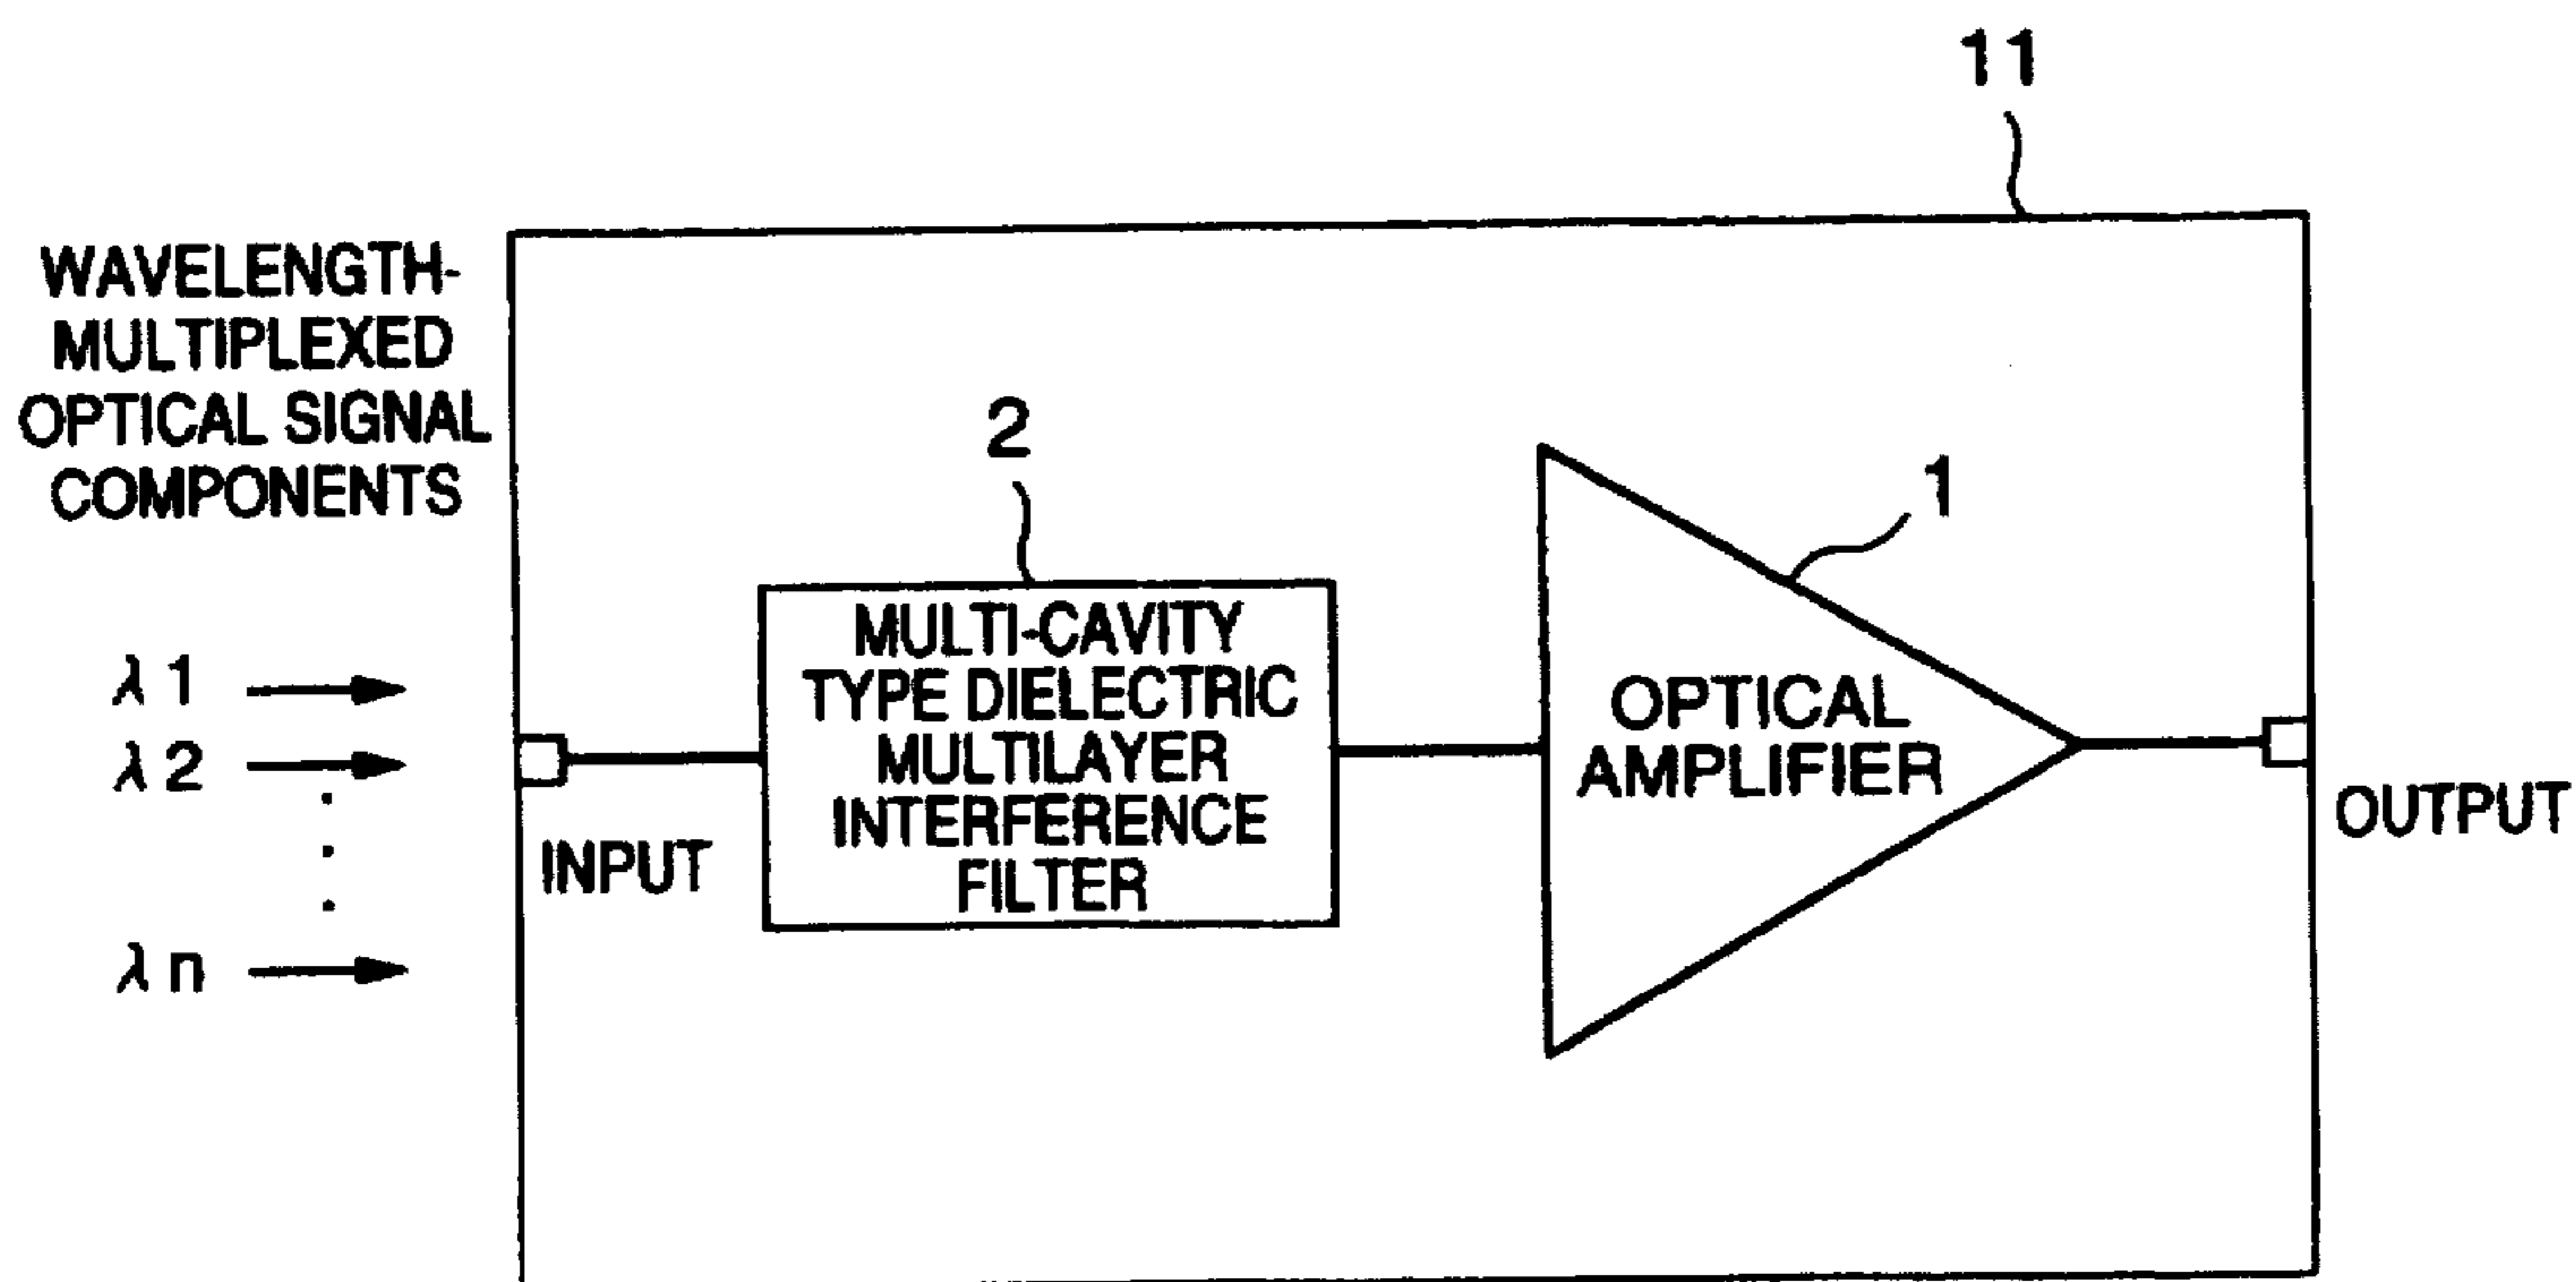 11
WAVELENGTH-
MULTIPLEXED
OPTICAL SIGNAL
COMPONENTS
2
1
MULTI-CAVITY
TYPE DIELECTRIC
MULTILAYER
INTERFERENCE
FILTER
OPTICAL
AMPLIFIER
λ1
λ2
λn
INPUT
OUTPUT